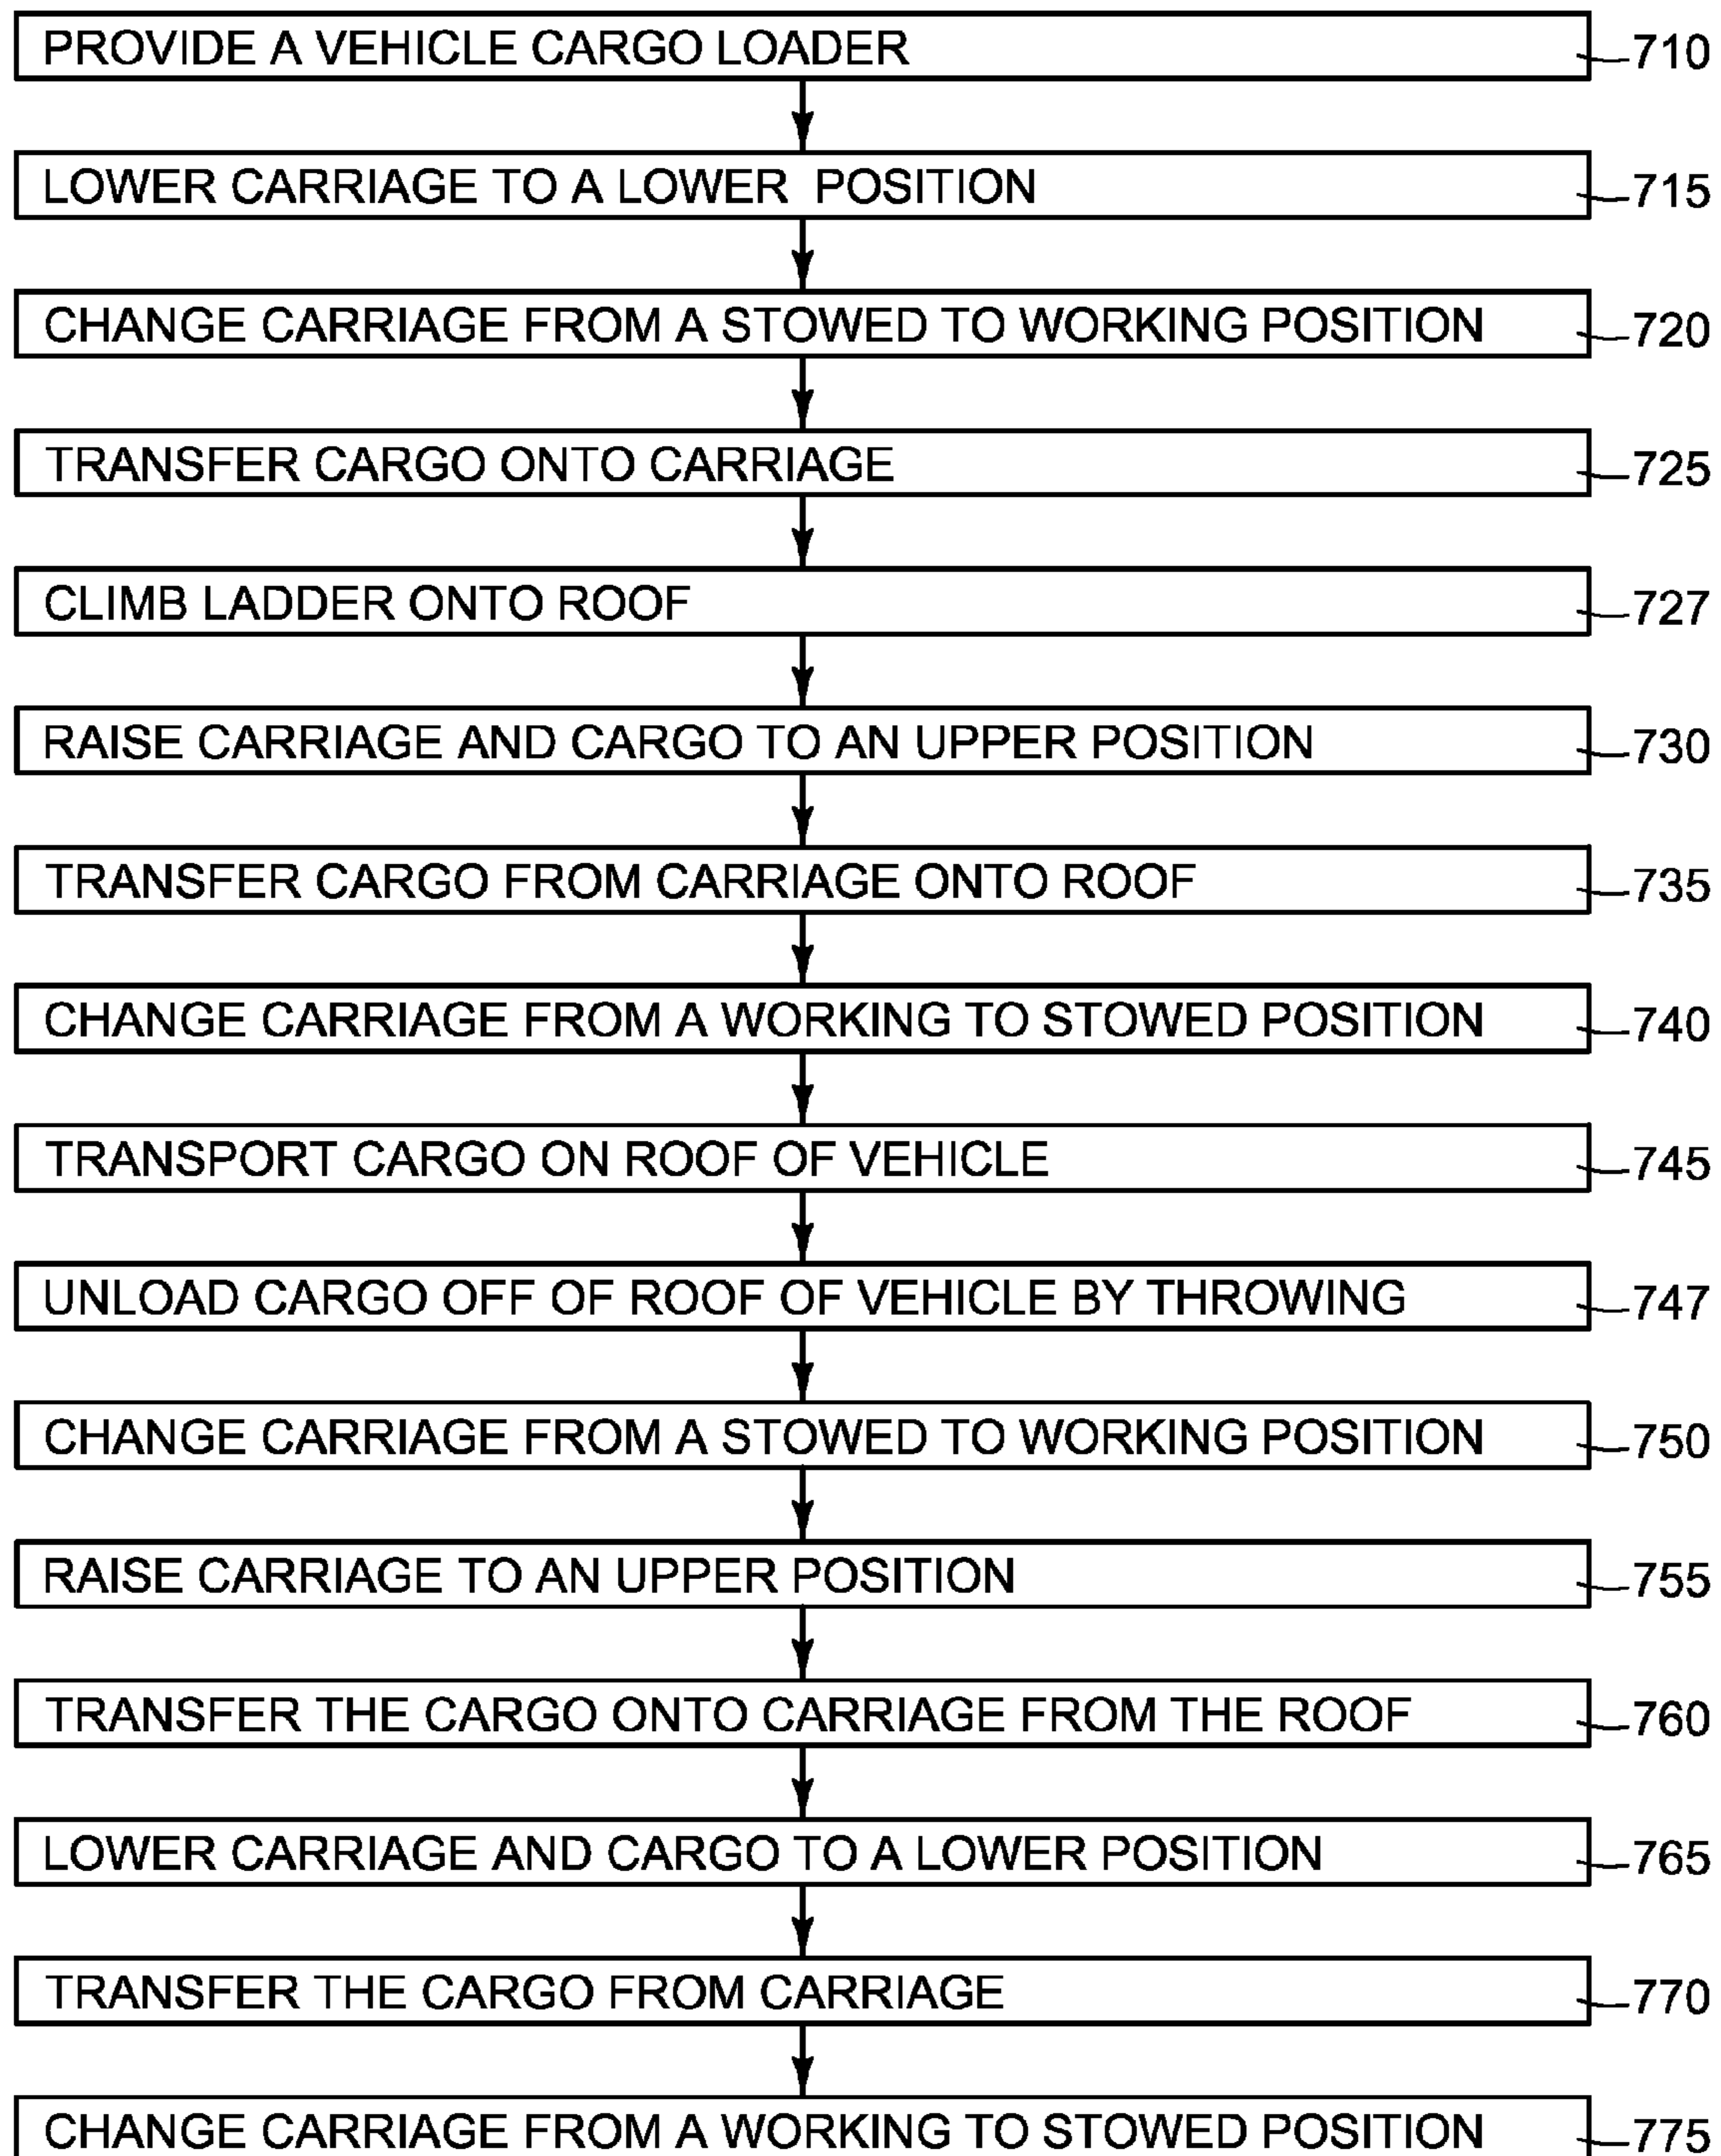 PROVIDE A VEHICLE CARGO LOADER 710
LOWER CARRIAGE TO A LOWER POSITION 715
CHANGE CARRIAGE FROM A STOWED TO WORKING POSITION 720
TRANSFER CARGO ONTO CARRIAGE 725
CLIMB LADDER ONTO ROOF 727
RAISE CARRIAGE AND CARGO TO AN UPPER POSITION 730
TRANSFER CARGO FROM CARRIAGE ONTO ROOF 735
CHANGE CARRIAGE FROM A WORKING TO STOWED POSITION 740
TRANSPORT CARGO ON ROOF OF VEHICLE 745
UNLOAD CARGO OFF OF ROOF OF VEHICLE BY THROWING 747
CHANGE CARRIAGE FROM A STOWED TO WORKING POSITION 750
RAISE CARRIAGE TO AN UPPER POSITION 755
TRANSFER THE CARGO ONTO CARRIAGE FROM THE ROOF 760
LOWER CARRIAGE AND CARGO TO A LOWER POSITION 765
TRANSFER THE CARGO FROM CARRIAGE 770
CHANGE CARRIAGE FROM A WORKING TO STOWED POSITION 775